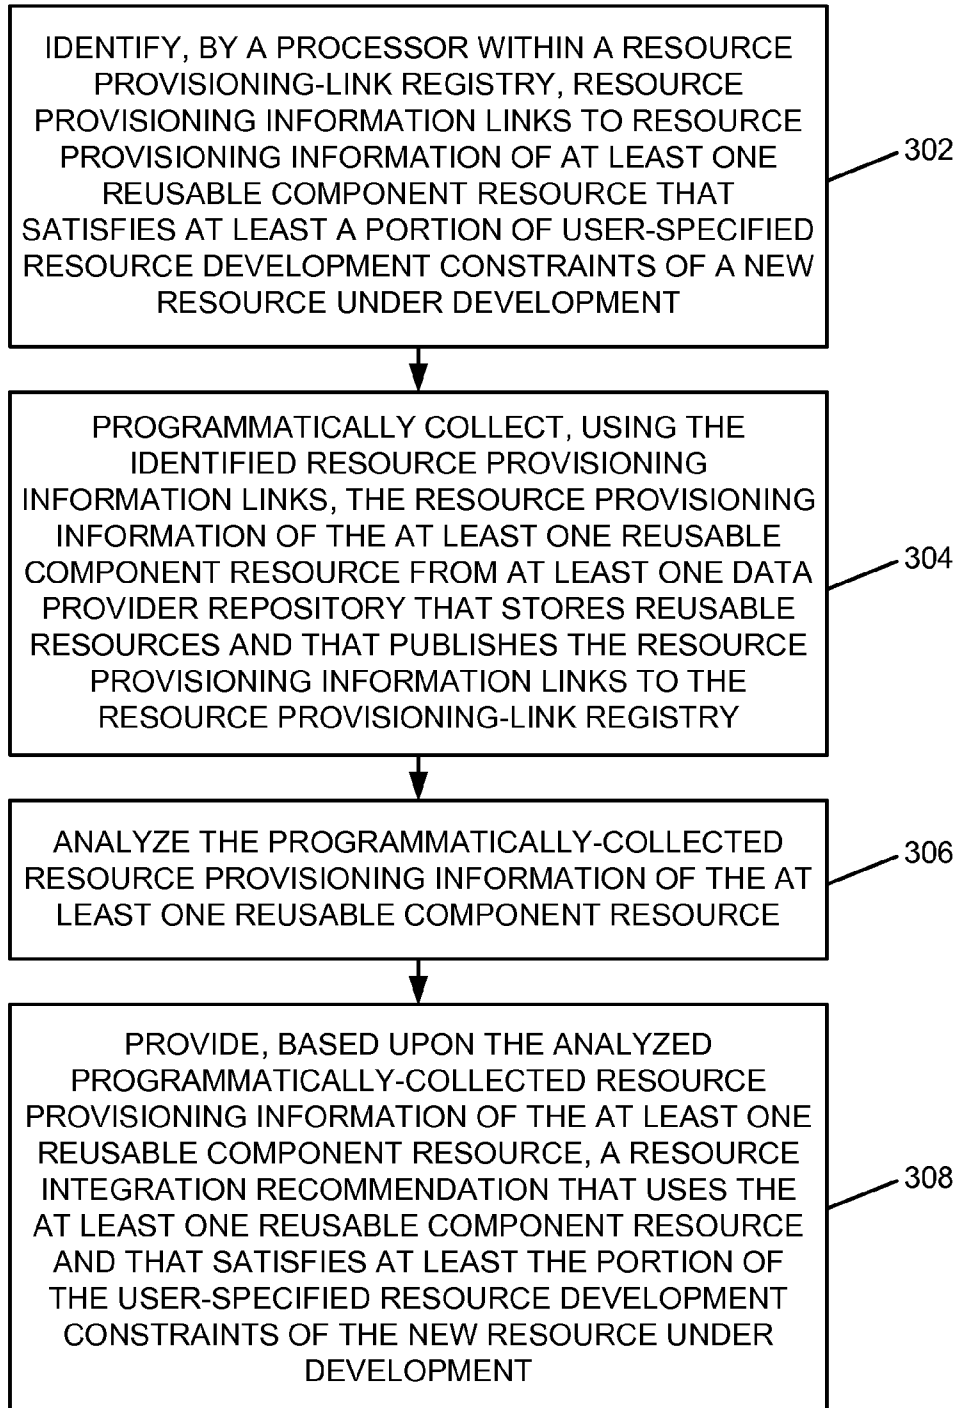 IDENTIFY, BY A PROCESSOR WITHIN A RESOURCE
PROVISIONING-LINK REGISTRY, RESOURCE
PROVISIONING INFORMATION LINKS TO RESOURCE
PROVISIONING INFORMATION OF AT LEAST ONE
REUSABLE COMPONENT RESOURCE THAT
SATISFIES AT LEAST A PORTION OF USER-SPECIFIED
RESOURCE DEVELOPMENT CONSTRAINTS OF A NEW
RESOURCE UNDER DEVELOPMENT
302
PROGRAMMATICALLY COLLECT, USING THE
IDENTIFIED RESOURCE PROVISIONING
INFORMATION LINKS, THE RESOURCE PROVISIONING
INFORMATION OF THE AT LEAST ONE REUSABLE
COMPONENT RESOURCE FROM AT LEAST ONE DATA
PROVIDER REPOSITORY THAT STORES REUSABLE
RESOURCES AND THAT PUBLISHES THE RESOURCE
PROVISIONING INFORMATION LINKS TO THE
RESOURCE PROVISIONING-LINK REGISTRY
304
ANALYZE THE PROGRAMMATICALLY-COLLECTED
RESOURCE PROVISIONING INFORMATION OF THE AT
LEAST ONE REUSABLE COMPONENT RESOURCE
306
PROVIDE, BASED UPON THE ANALYZED
PROGRAMMATICALLY-COLLECTED RESOURCE
PROVISIONING INFORMATION OF THE AT LEAST ONE
REUSABLE COMPONENT RESOURCE, A RESOURCE
INTEGRATION RECOMMENDATION THAT USES THE
AT LEAST ONE REUSABLE COMPONENT RESOURCE
AND THAT SATISFIES AT LEAST THE PORTION OF
THE USER-SPECIFIED RESOURCE DEVELOPMENT
CONSTRAINTS OF THE NEW RESOURCE UNDER
DEVELOPMENT
308